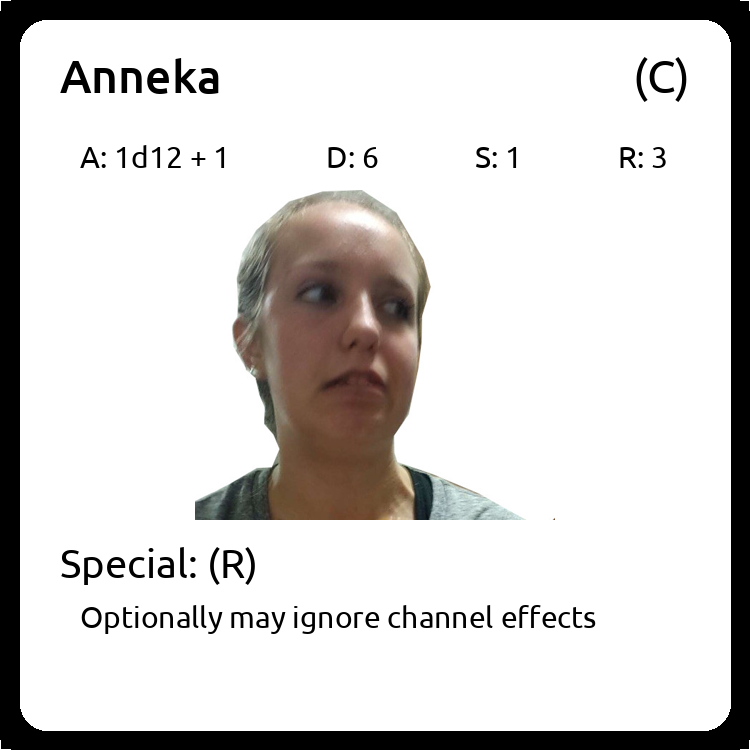 Anneka (C)
A: 1d12 + 1 D: 6 S: 1 R: 3
Special: (R)
Optionally may ignore channel effects